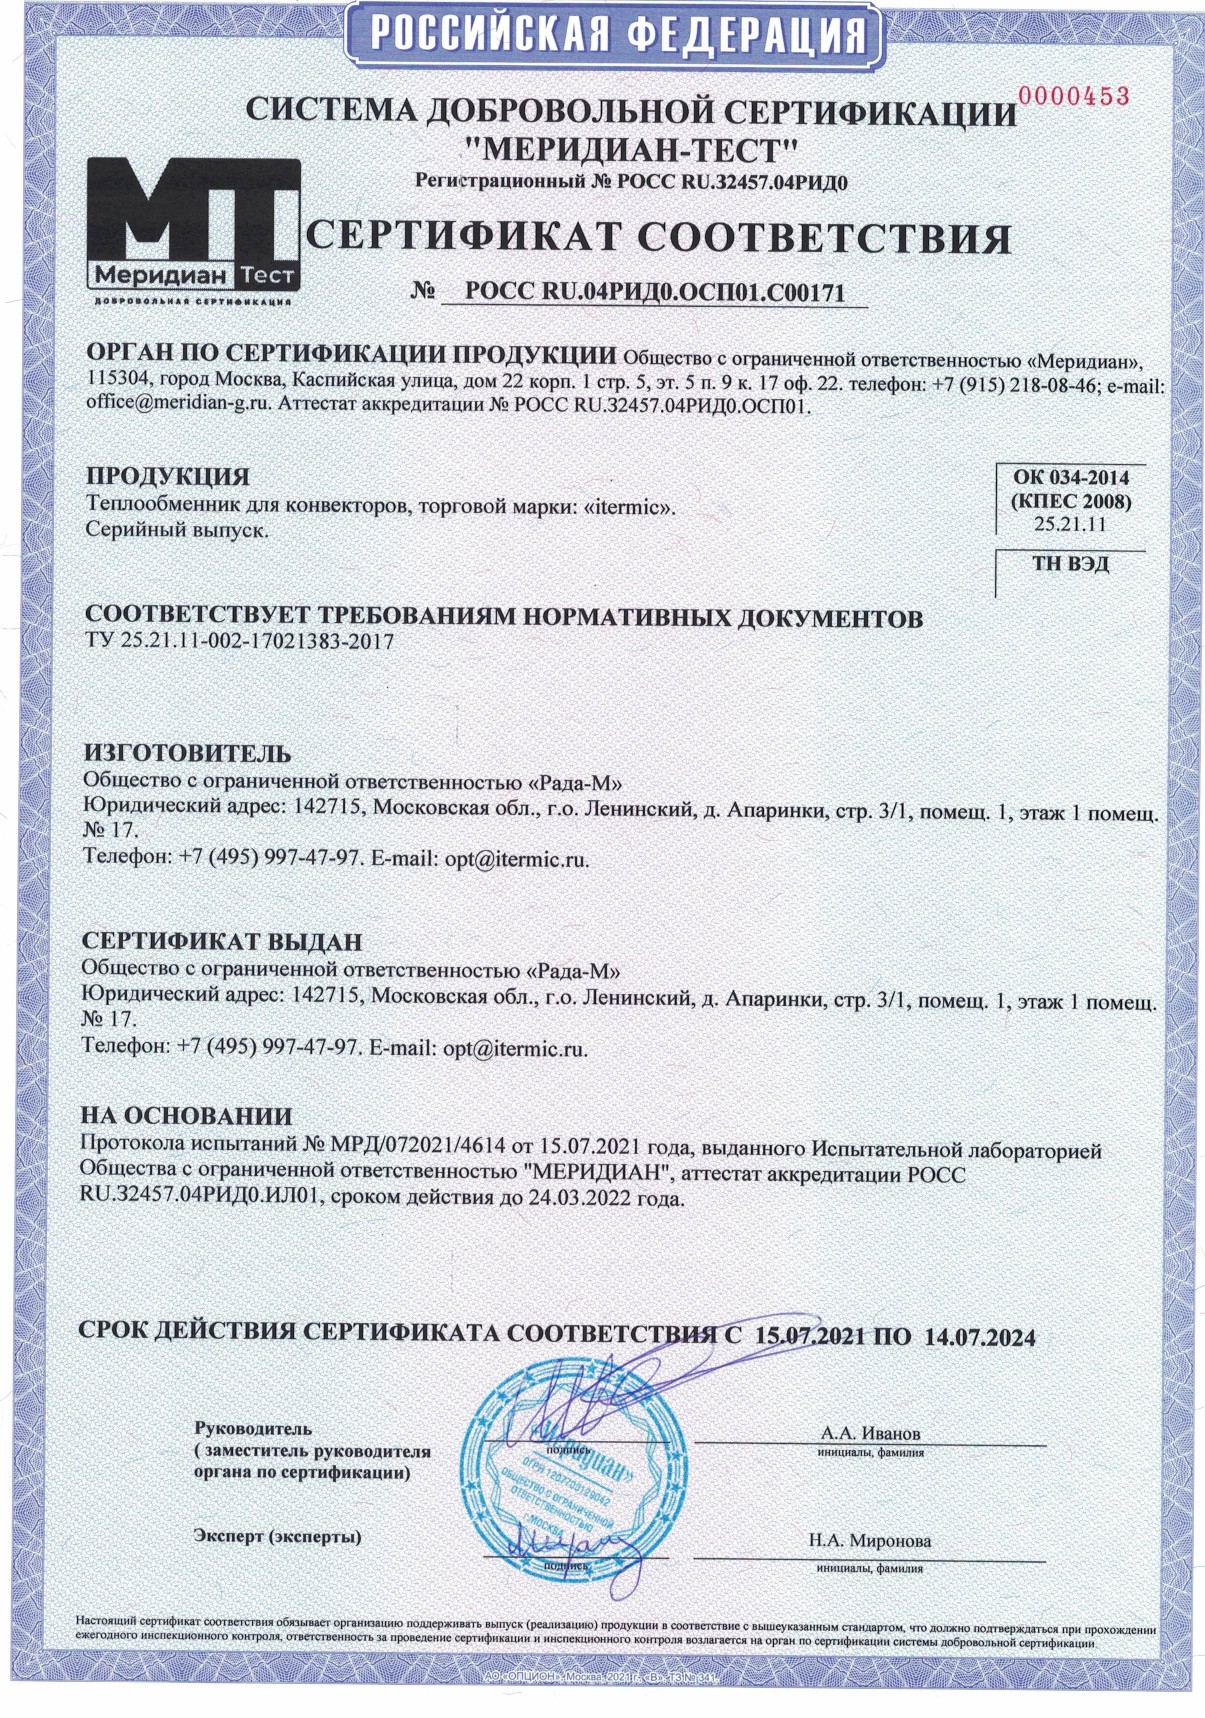 РОССИЙСКАЯ ФЕДЕРАЦИЯ
0000453
СИСТЕМА ДОБРОВОЛЬНОЙ СЕРТИФИКАЦИИ
"МЕРИДИАН-ТЕСТ"
Регистрационный № РОСС RU.32457.04РИД0
МТ
Меридиан Тест
ДОБРОВОЛЬНАЯ СЕРТИФИКАЦИЯ
СЕРТИФИКАТ СООТВЕТСТВИЯ
№ РОСС RU.04РИД0.ОСП01.С00171
ОРГАН ПО СЕРТИФИКАЦИИ ПРОДУКЦИИ Общество с ограниченной ответственностью «Меридиан»,
115304, город Москва, Каспийская улица, дом 22 корп. 1 стр. 5, эт. 5 п. 9 к. 17 оф. 22. телефон: +7 (915) 218-08-46; e-mail:
office@meridian-g.ru. Аттестат аккредитации № РОСС RU.32457.04РИД0.ОСП01.
ПРОДУКЦИЯ
Теплообменник для конвекторов, торговой марки: «itermic».
Серийный выпуск.
ОК 034-2014
(КПЕС 2008)
25.21.11
ТН ВЭД
СООТВЕТСТВУЕТ ТРЕБОВАНИЯМ НОРМАТИВНЫХ ДОКУМЕНТОВ
ТУ 25.21.11-002-17021383-2017
ИЗГОТОВИТЕЛЬ
Общество с ограниченной ответственностью «Рада-М»
Юридический адрес: 142715, Московская обл., г.о. Ленинский, д. Апаринки, стр. 3/1, помещ. 1, этаж 1 помещ.
№ 17.
Телефон: +7 (495) 997-47-97. E-mail: opt@itermic.ru.
СЕРТИФИКАТ ВЫДАН
Общество с ограниченной ответственностью «Рада-М»
Юридический адрес: 142715, Московская обл., г.о. Ленинский, д. Апаринки, стр. 3/1, помещ. 1, этаж 1 помещ.
№ 17.
Телефон: +7 (495) 997-47-97. E-mail: opt@itermic.ru.
НА ОСНОВАНИИ
Протокола испытаний № МРД/072021/4614 от 15.07.2021 года, выданного Испытательной лабораторией
Общества с ограниченной ответственностью "МЕРИДИАН", аттестат аккредитации РОСС
RU.32457.04РИД0.ИЛ01, сроком действия до 24.03.2022 года.
СРОК ДЕЙСТВИЯ СЕРТИФИКАТА СООТВЕТСТВИЯ С 15.07.2021 ПО 14.07.2024
Руководитель
( заместитель руководителя
органа по сертификации)
подпись
А.А. Иванов
инициалы, фамилия
«Меридиан»
ОГРН 1207700129042
ОБЩЕСТВО С ОГРАНИЧЕННОЙ
ОТВЕТСТВЕННОСТЬЮ
Г.МОСКВА
Эксперт (эксперты)
подпись
Н.А. Миронова
инициалы, фамилия
Настоящий сертификат соответствия обязывает организацию поддерживать выпуск (реализацию) продукции в соответствие с вышеуказанным стандартом, что должно подтверждаться при прохождении
ежегодного инспекционного контроля, ответственность за проведение сертификации и инспекционного контроля возлагается на орган по сертификации системы добровольной сертификации
АО «ОПЦИОН», Москва, 2021 г., «В». ТЗ № 341.